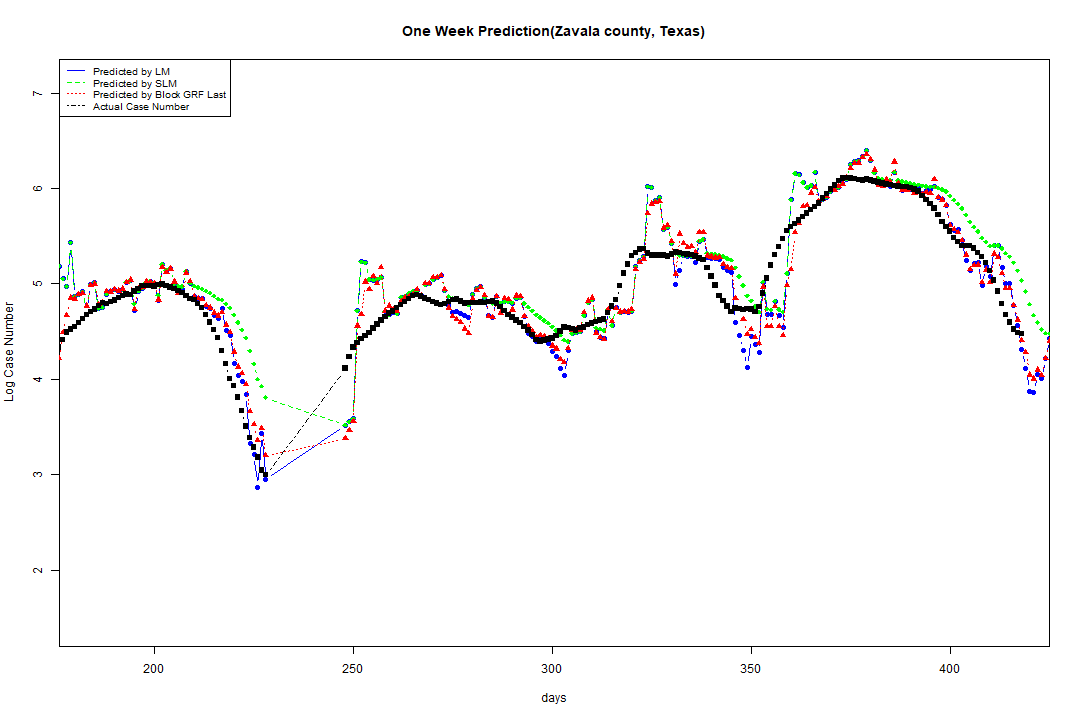 One Week Prediction(Zavala county, Texas)
Predicted by LM
Predicted by SLM
Predicted by Block GRF Last
Actual Case Number
7
6
5
4
3
2
Log Case Number
200 250 300 350 400
days